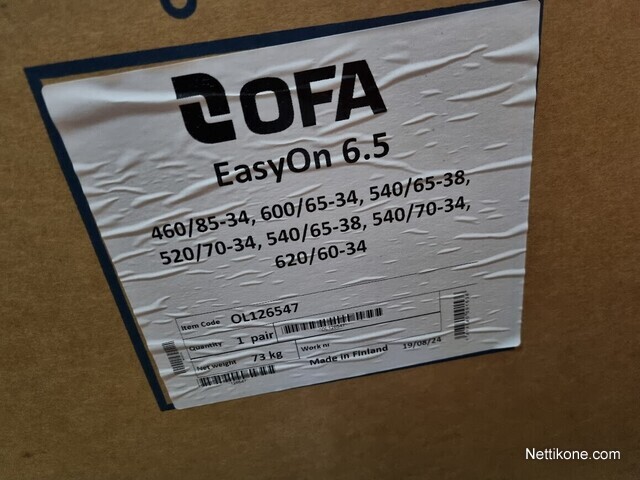 OFA
EasyOn 6.5
460/85-34, 600/65-34, 540/65-38,
520/70-34, 540/65-38, 540/70-34,
620/60-34
Item Code OL126547
Quantity 1 pair
Net weight 73 kg Work nr
Made in Finland 19/08/24
Nettikone.com